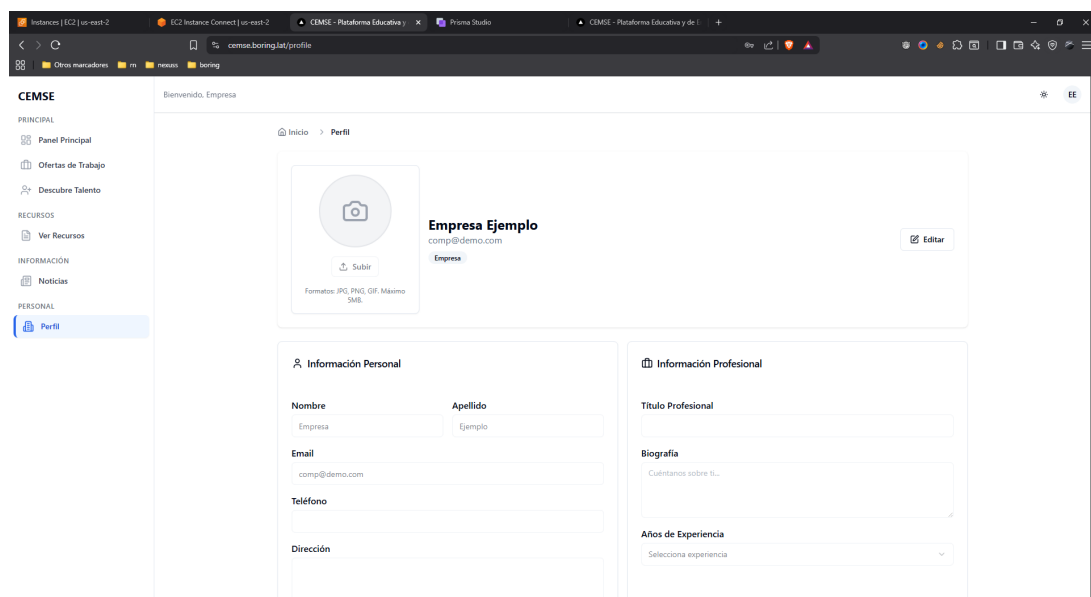 Instances | EC2 | us-east-2
EC2 Instance Connect | us-east-2
CEMSE - Plataforma Educativa y
Prisma Studio
CEMSE - Plataforma Educativa y de E
cemse.boring.lat/profile
Otros marcadores
rn
nexuss
boring
CEMSE
Bienvenido, Empresa
EE
PRINCIPAL
Panel Principal
Ofertas de Trabajo
Descubre Talento
RECURSOS
Ver Recursos
INFORMACIÓN
Noticias
PERSONAL
Perfil
Inicio > Perfil
Subir
Formatos: JPG, PNG, GIF. Máximo
5MB.
Empresa Ejemplo
comp@demo.com
Empresa
Editar
Información Personal
Nombre
Empresa
Apellido
Ejemplo
Email
comp@demo.com
Teléfono
Dirección
Información Profesional
Título Profesional
Biografía
Cuéntanos sobre ti...
Años de Experiencia
Selecciona experiencia